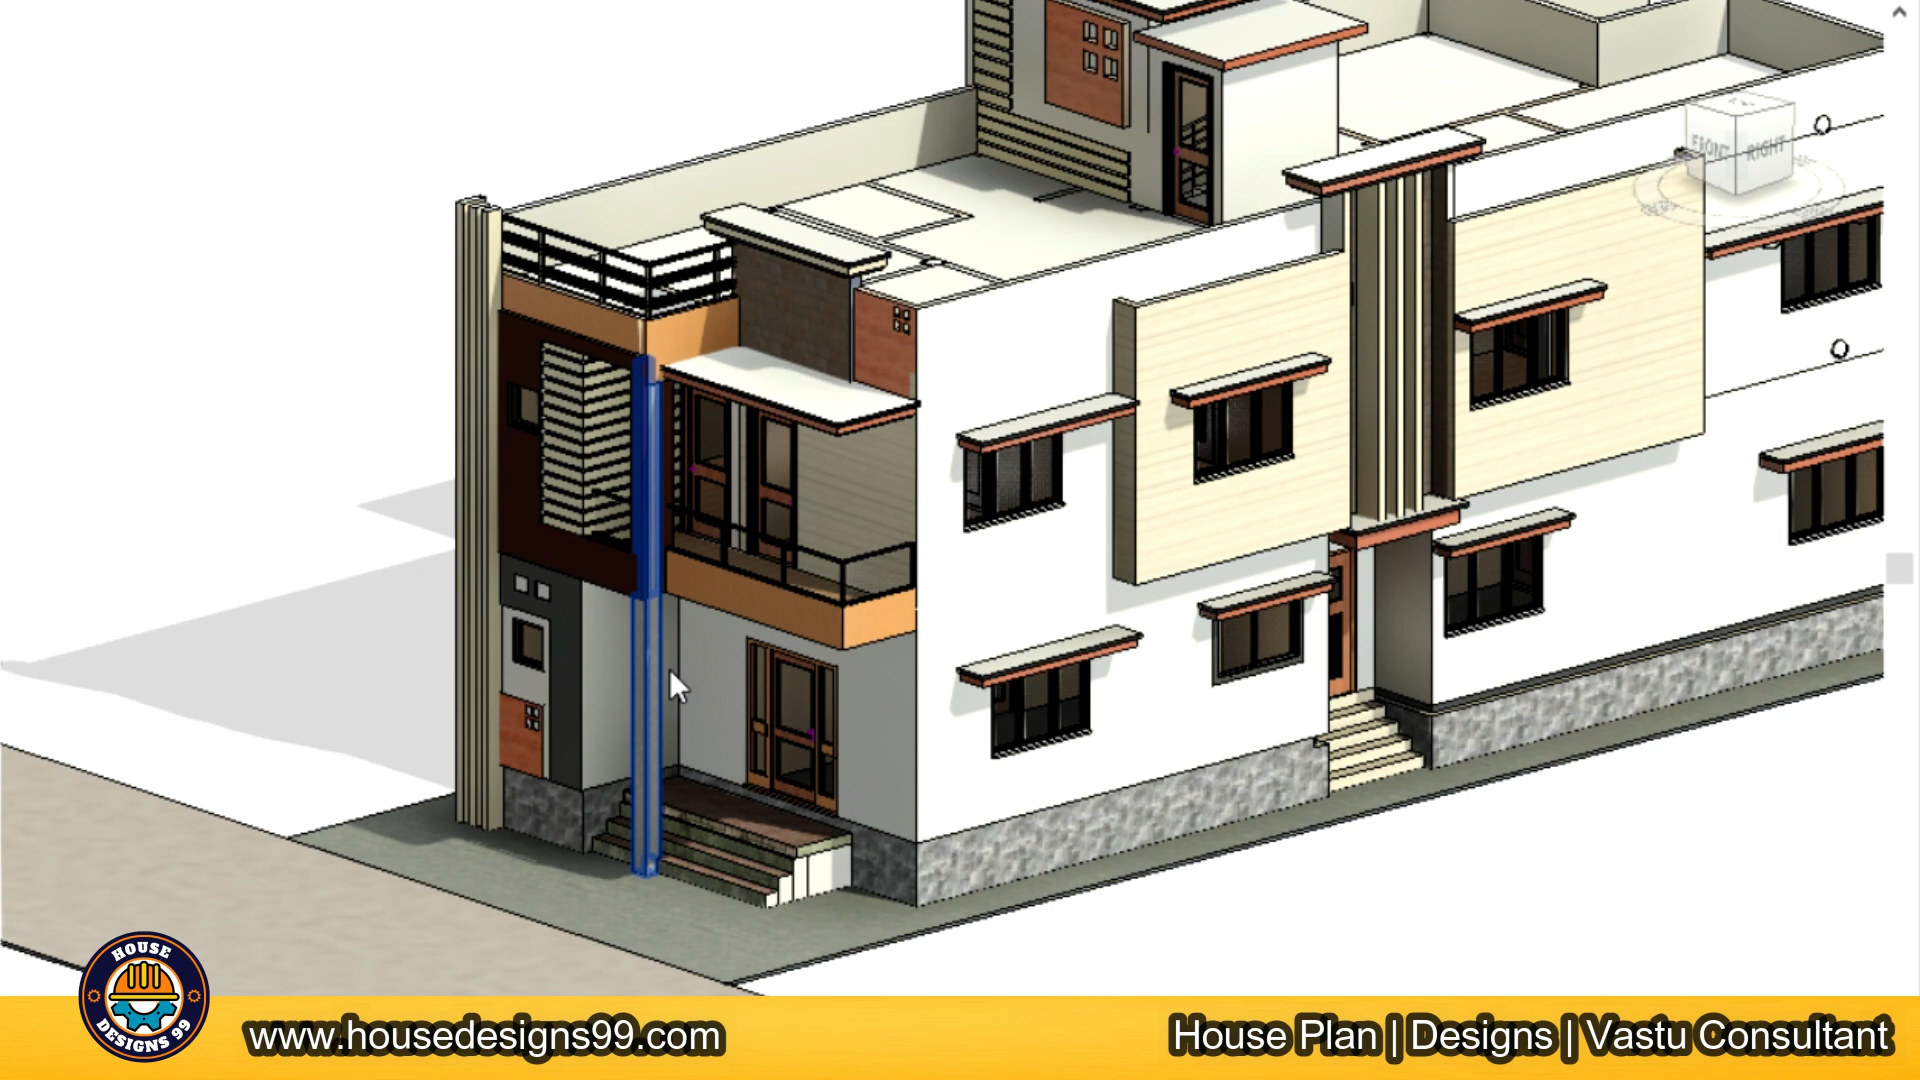 FRONT
RIGHT
HOUSE
DESIGNS 99
www.housedesigns99.com
House Plan | Designs | Vastu Consultant